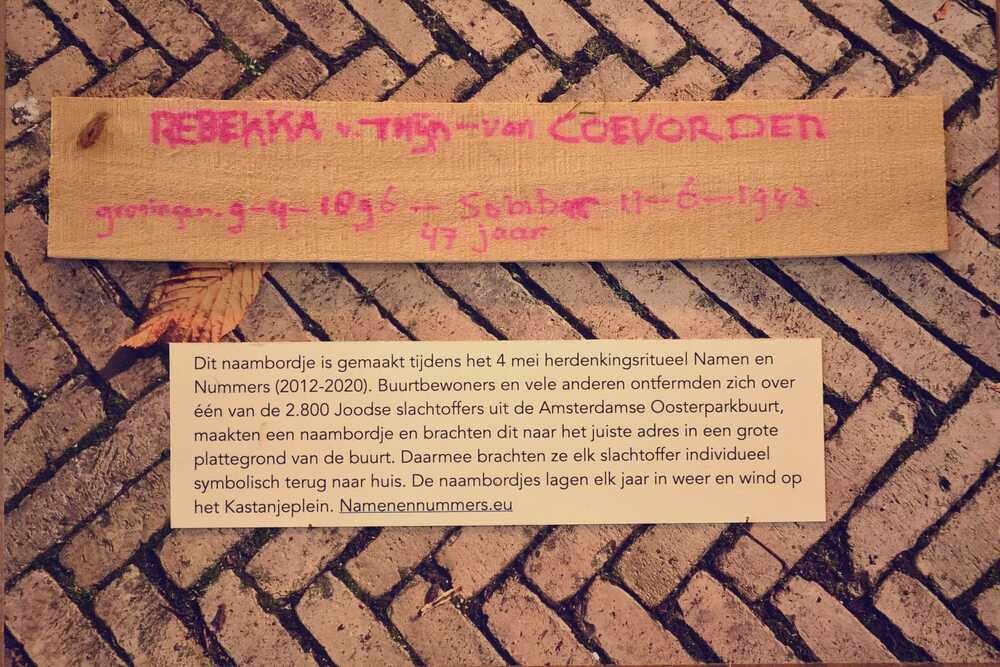 REBEKKA v. Thijn - van COEVORDEN
groningen. 9-4-1896 - Sobibor 11-6-1943.
47 jaar
Dit naambordje is gemaakt tijdens het 4 mei herdenkingsritueel Namen en
Nummers (2012-2020). Buurtbewoners en vele anderen ontfermden zich over
één van de 2.800 Joodse slachtoffers uit de Amsterdamse Oosterparkbuurt,
maakten een naambordje en brachten dit naar het juiste adres in een grote
plattegrond van de buurt. Daarmee brachten ze elk slachtoffer individueel
symbolisch terug naar huis. De naambordjes lagen elk jaar in weer en wind op
het Kastanjeplein. Namenennummers.eu